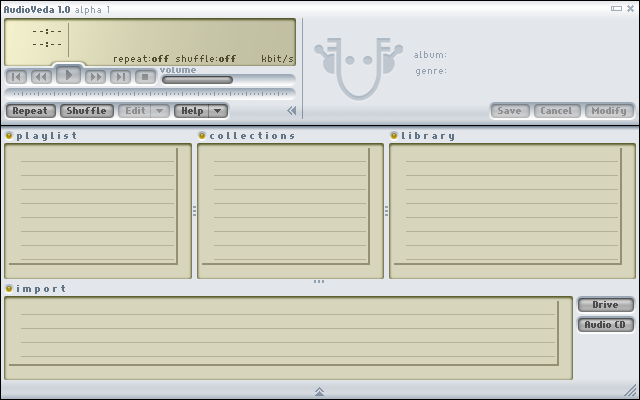 AudioVeda 1.0 alpha 1
--:--
--:--
repeat:off shuffle:off kbit/s
volume
album:
genre:
Repeat Shuffle Edit Help
Save Cancel Modify
playlist collections library
import
Drive
Audio CD